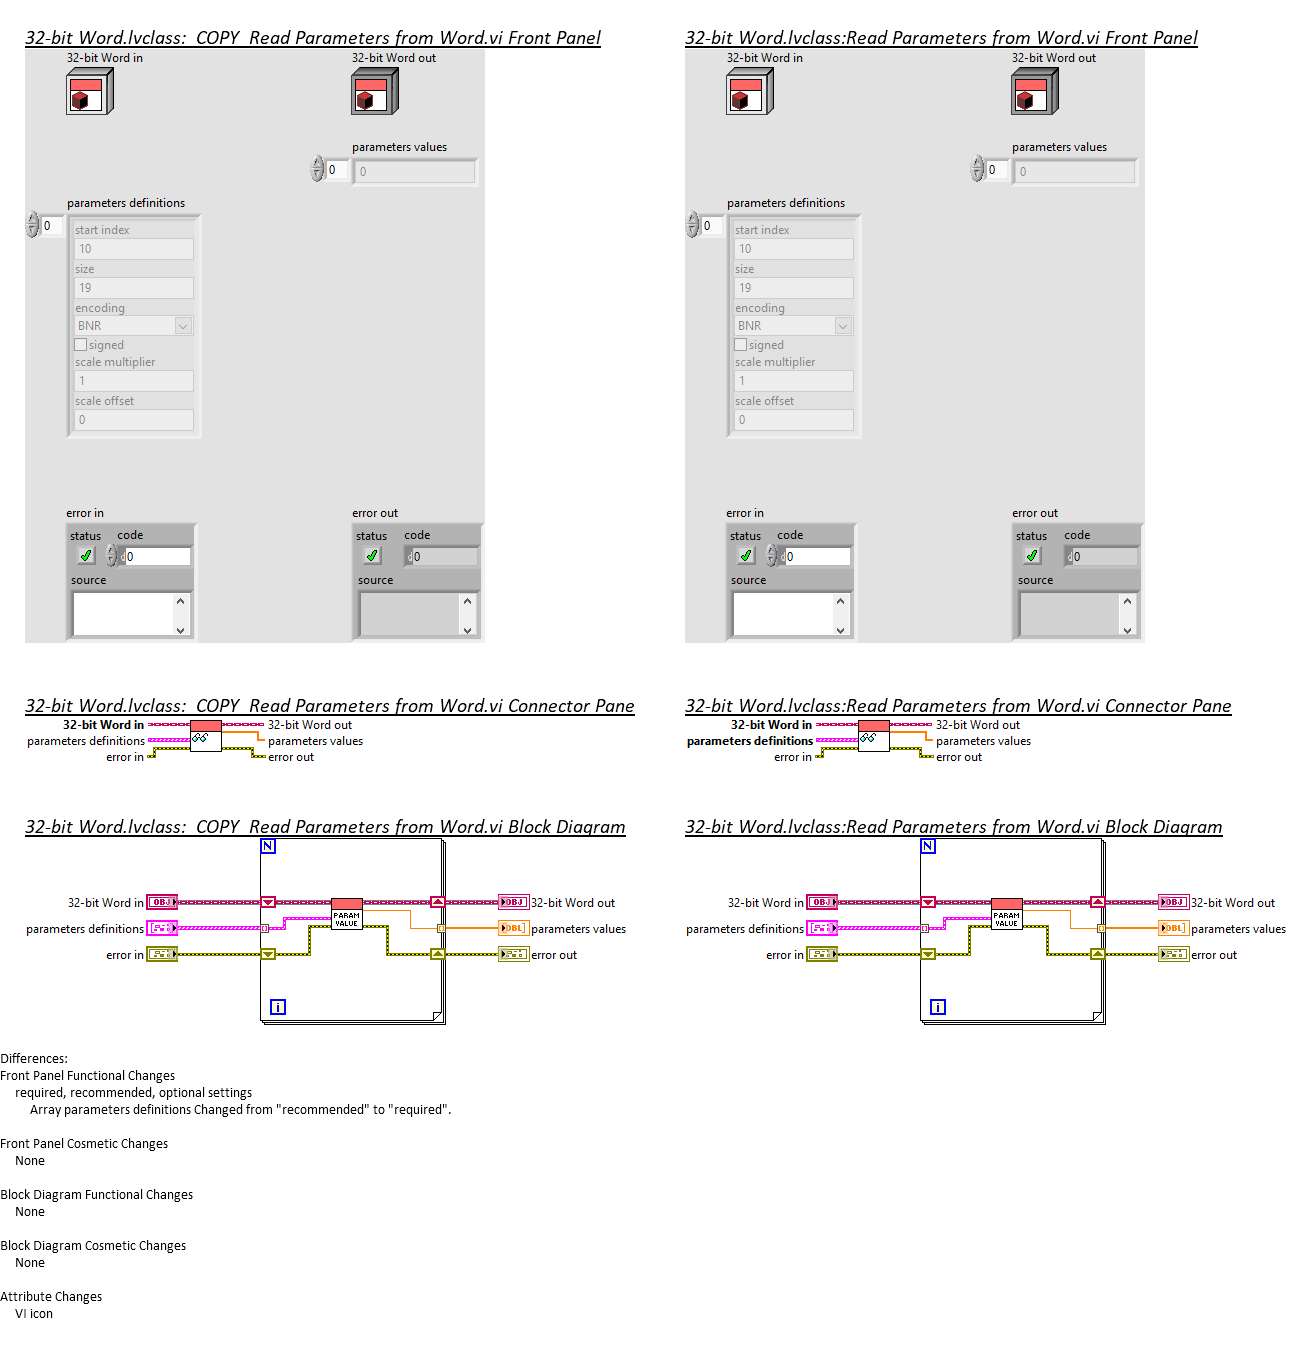 32-bit Word.lvclass:  COPY  Read Parameters from Word.vi Front Panel
32-bit Word in
32-bit Word out
parameters values
0
0
parameters definitions
0
start index
10
size
19
encoding
BNR
signed
scale multiplier
1
scale offset
0
error in
error out
status code
0
source
status code
d0
source
32-bit Word.lvclass:Read Parameters from Word.vi Front Panel
32-bit Word in
32-bit Word out
parameters values
0
0
parameters definitions
0
start index
10
size
19
encoding
BNR
signed
scale multiplier
1
scale offset
0
error in
error out
status code
d0
source
status code
d0
source
32-bit Word.lvclass:  COPY  Read Parameters from Word.vi Connector Pane
32-bit Word in
32-bit Word out
parameters definitions
parameters values
error in
error out
32-bit Word.lvclass:Read Parameters from Word.vi Connector Pane
32-bit Word in
32-bit Word out
parameters definitions
parameters values
error in
error out
32-bit Word.lvclass:  COPY  Read Parameters from Word.vi Block Diagram
N
32-bit Word in
OBJ
OBJ
32-bit Word out
PARAM
VALUE
parameters definitions
DBL
parameters values
error in
error out
i
32-bit Word.lvclass:Read Parameters from Word.vi Block Diagram
N
32-bit Word in
OBJ
OBJ
32-bit Word out
PARAM
VALUE
parameters definitions
DBL
parameters values
error in
error out
i
Differences:
Front Panel Functional Changes
required, recommended, optional settings
Array parameters definitions Changed from "recommended" to "required".
Front Panel Cosmetic Changes
None
Block Diagram Functional Changes
None
Block Diagram Cosmetic Changes
None
Attribute Changes
VI icon